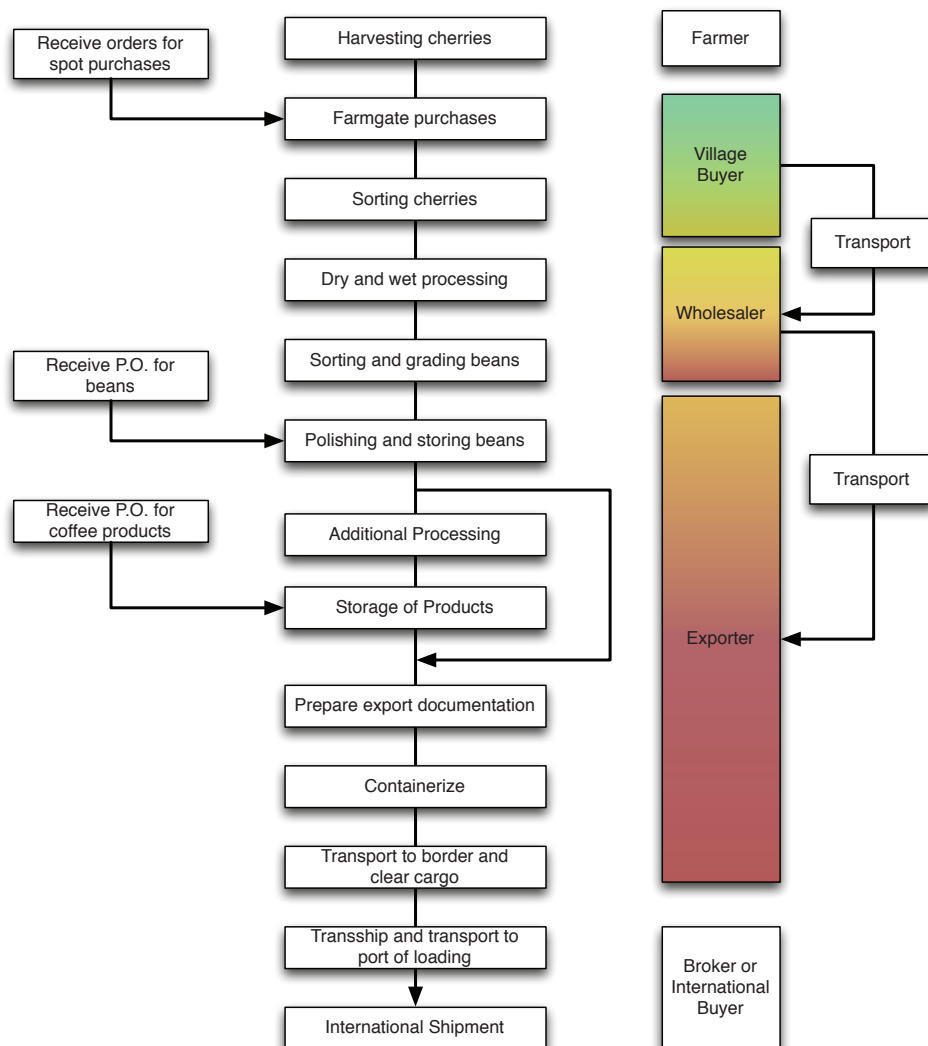 Receive orders for
spot purchases
Harvesting cherries
Farmer
Farmgate purchases
Village
Buyer
Sorting cherries
Transport
Dry and wet processing
Wholesaler
Sorting and grading beans
Receive P.O. for
beans
Polishing and storing beans
Transport
Receive P.O. for
coffee products
Additional Processing
Storage of Products
Exporter
Prepare export documentation
Containerize
Transport to border and
clear cargo
Transship and transport to
port of loading
Broker or
International
Buyer
International Shipment